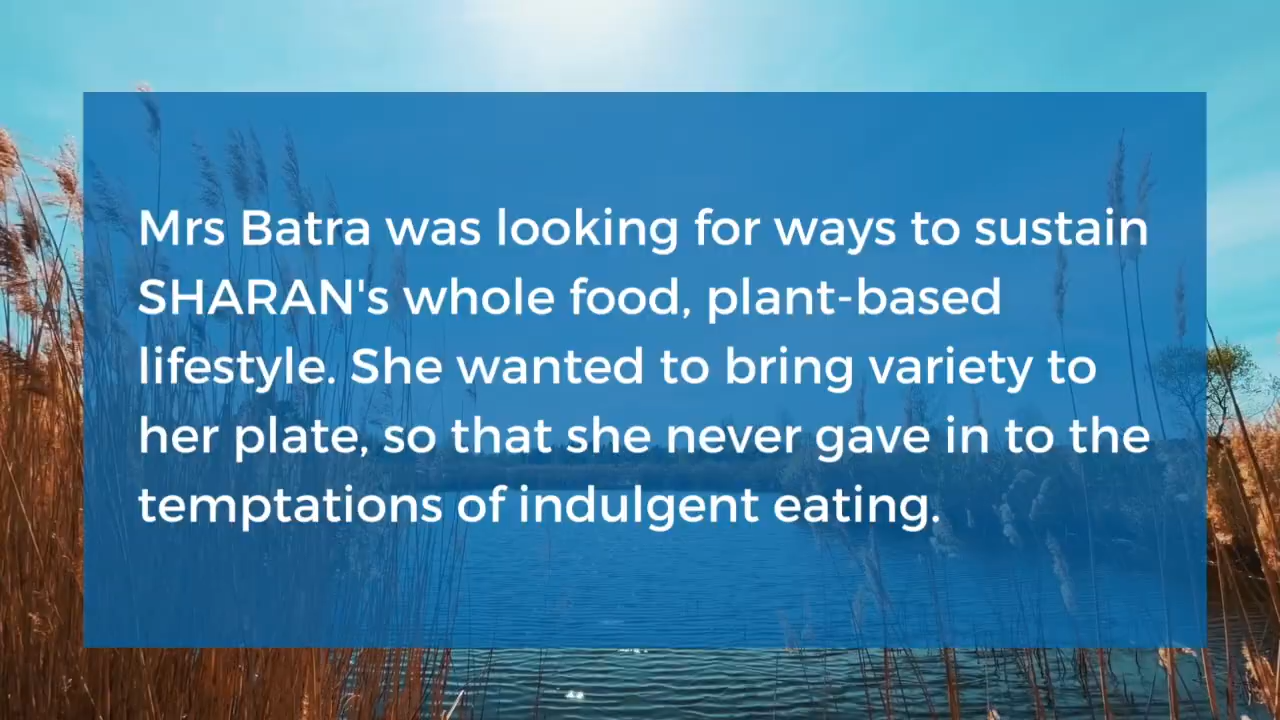 Mrs Batra was looking for ways to sustain
SHARAN's whole food, plant-based
lifestyle. She wanted to bring variety to
her plate, so that she never gave in to the
temptations of indulgent eating.